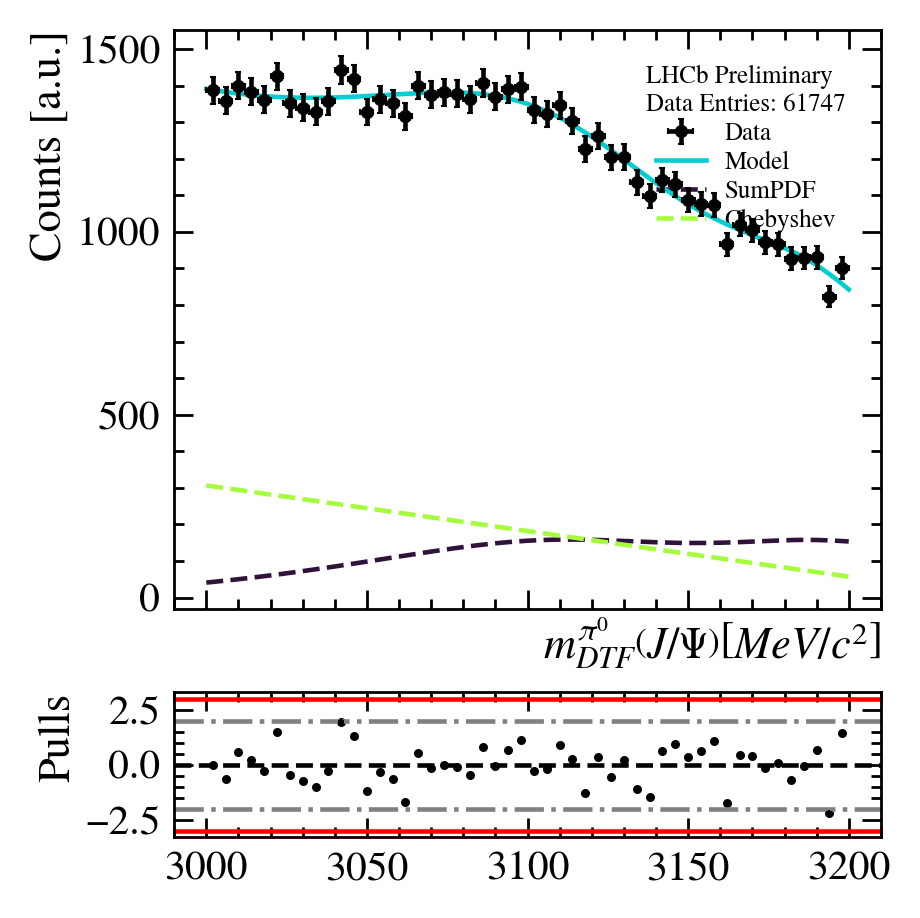 1500
1000
500
0
Counts [a.u.]
LHCb Preliminary
Data Entries: 61747
Data
Model
SumPDF
Chebyshev
$m_{DTF}^{\pi^0}(J/\Psi)[MeV/c^2]$
Pulls
2.5
0.0
−2.5
3000 3050 3100 3150 3200